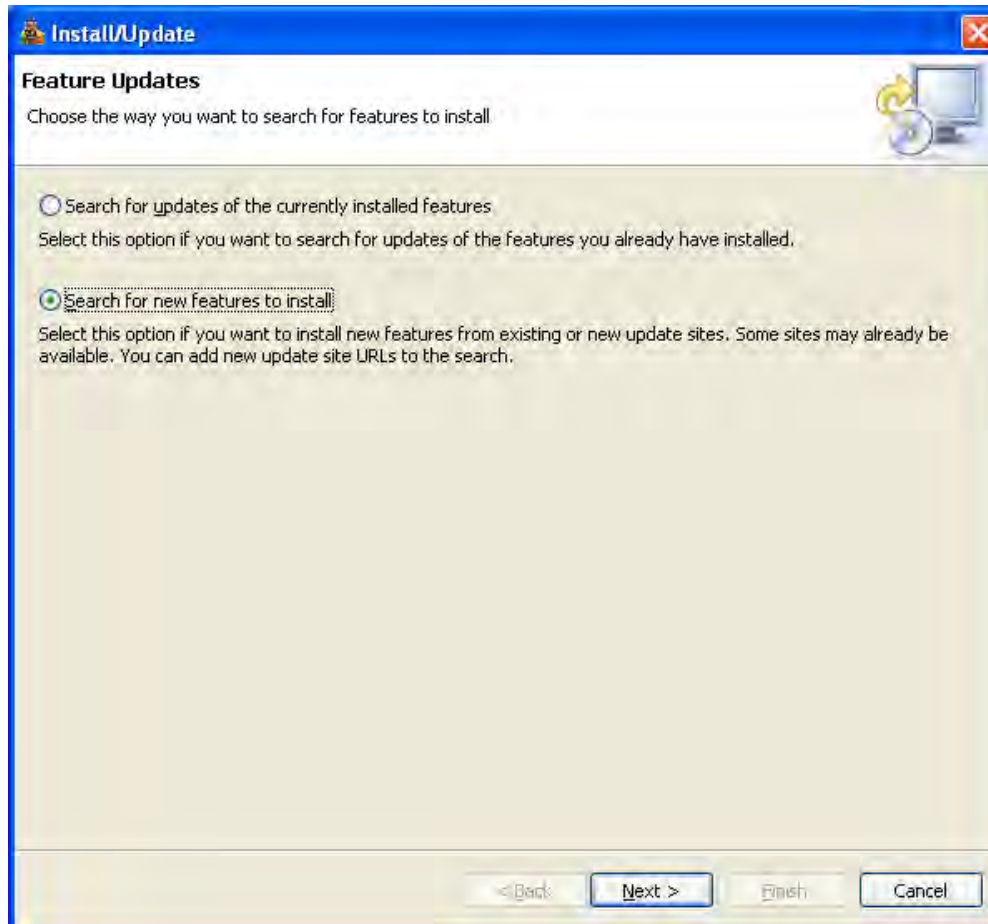 Install/Update
Feature Updates
Choose the way you want to search for features to install
Search for updates of the currently installed features
Select this option if you want to search for updates of the features you already have installed.
Search for new features to install
Select this option if you want to install new features from existing or new update sites. Some sites may already be
available. You can add new update site URLs to the search.
< Back Next > Finish Cancel